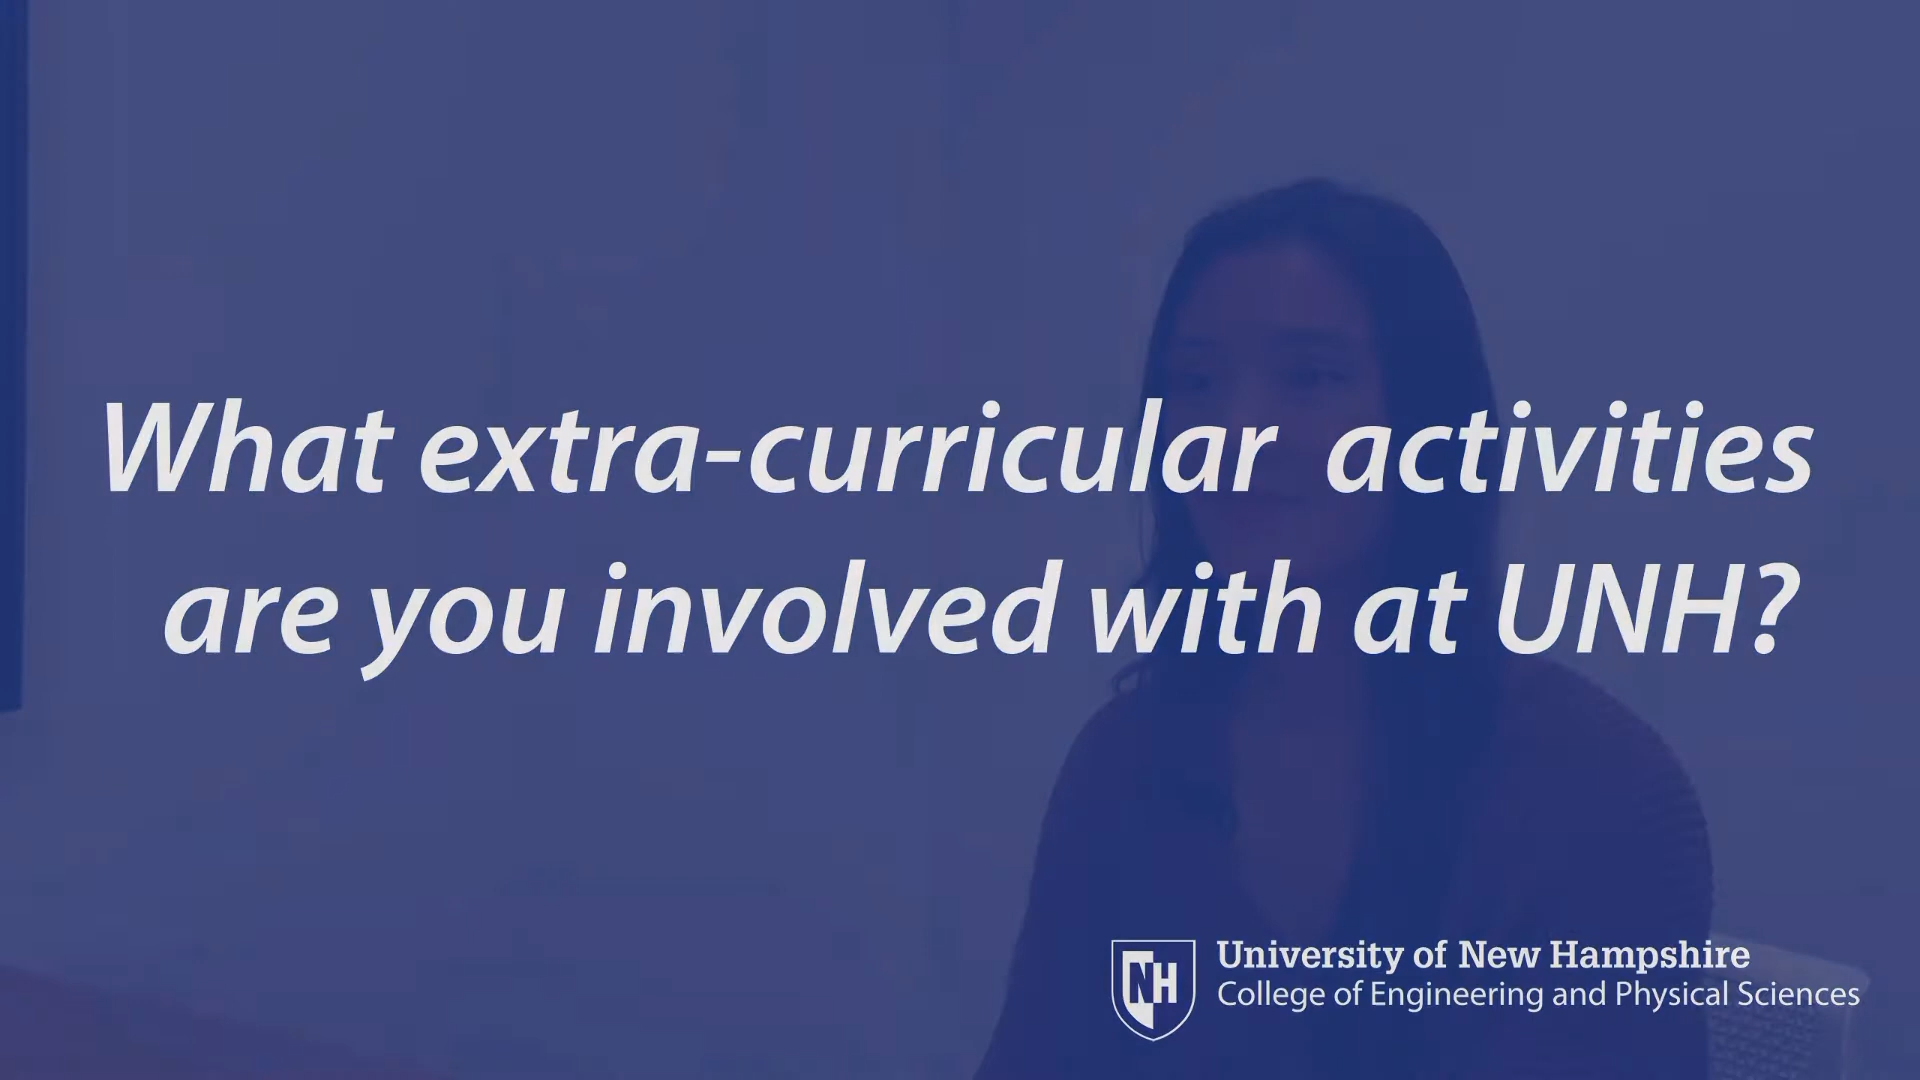 What extra-curricular activities
are you involved with at UNH?
NH
University of New Hampshire
College of Engineering and Physical Sciences